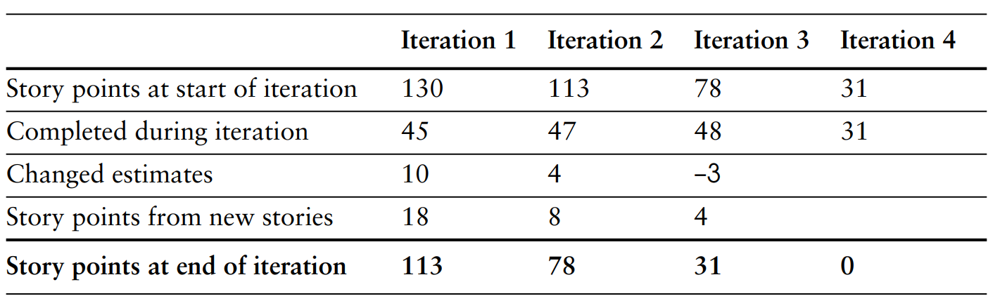 Iteration 1 Iteration 2 Iteration 3 Iteration 4
Story points at start of iteration 130 113 78 31
Completed during iteration 45 47 48 31
Changed estimates 10 4 –3
Story points from new stories 18 8 4
Story points at end of iteration 113 78 31 0